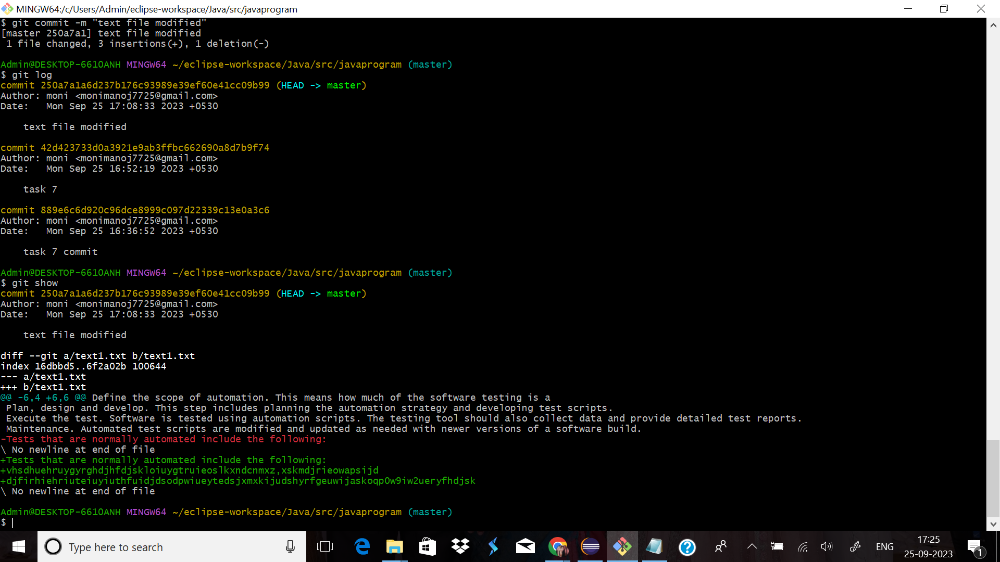 MINGW64:/c/Users/Admin/eclipse-workspace/Java/src/javaprogram
$ git commit -m "text file modified"
[master 250a7a1] text file modified
 1 file changed, 3 insertions(+), 1 deletion(-)
Admin@DESKTOP-6610ANH MINGW64 ~/eclipse-workspace/Java/src/javaprogram (master)
$ git log
commit 250a7a1a6d237b176c93989e39ef60e41cc09b99 (HEAD -> master)
Author: moni <monimanoj7725@gmail.com>
Date:   Mon Sep 25 17:08:33 2023 +0530
    text file modified
commit 42d423733d0a3921e9ab3ffbc662690a8d7b9f74
Author: moni <monimanoj7725@gmail.com>
Date:   Mon Sep 25 16:52:19 2023 +0530
    task 7
commit 889e6c6d920c96dce8999c097d22339c13e0a3c6
Author: moni <monimanoj7725@gmail.com>
Date:   Mon Sep 25 16:36:52 2023 +0530
    task 7 commit
Admin@DESKTOP-6610ANH MINGW64 ~/eclipse-workspace/Java/src/javaprogram (master)
$ git show
commit 250a7a1a6d237b176c93989e39ef60e41cc09b99 (HEAD -> master)
Author: moni <monimanoj7725@gmail.com>
Date:   Mon Sep 25 17:08:33 2023 +0530
    text file modified
diff --git a/text1.txt b/text1.txt
index 16dbbd5..6f2a02b 100644
--- a/text1.txt
+++ b/text1.txt
@@ -6,4 +6,6 @@ Define the scope of automation. This means how much of the software testing is a
 Plan, design and develop. This step includes planning the automation strategy and developing test scripts.
 Execute the test. Software is tested using automation scripts. The testing tool should also collect data and provide detailed test reports.
 Maintenance. Automated test scripts are modified and updated as needed with newer versions of a software build.
-Tests that are normally automated include the following:
\ No newline at end of file
+Tests that are normally automated include the following:
+vhsdhuehruygyrghdjhfdjskloiuygtruieoslkxndcnmxz,xskmdjrieowapsijd
+djfirhiehriuteiuyiuthfuidjdsodpwiueytedsjxmxkijudshyrfgeuwijaskoqp0w9iw2ueryfhdjsk
\ No newline at end of file
Admin@DESKTOP-6610ANH MINGW64 ~/eclipse-workspace/Java/src/javaprogram (master)
$
Type here to search
ENG
17:25
25-09-2023
1